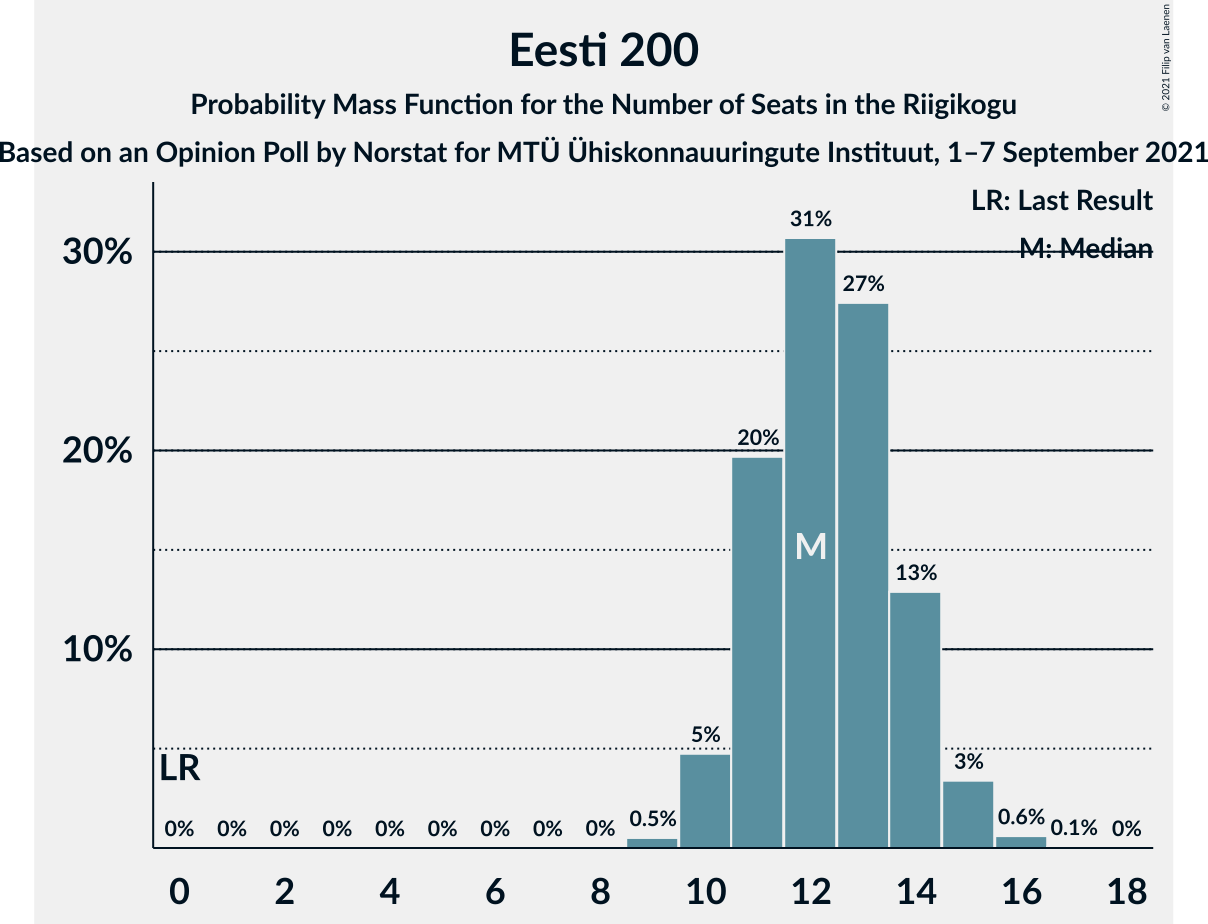 Eesti 200
Probability Mass Function for the Number of Seats in the Riigikogu
Based on an Opinion Poll by Norstat for MTÜ Ühiskonnauuringute Instituut, 1–7 September 2021
© 2021 Filip van Laenen
LR: Last Result
M: Median
30%
20%
10%
31%
27%
20%
M
13%
5%
LR
3%
0% 0% 0% 0% 0% 0% 0% 0% 0% 0.5% 0.6% 0.1% 0%
0 2 4 6 8 10 12 14 16 18